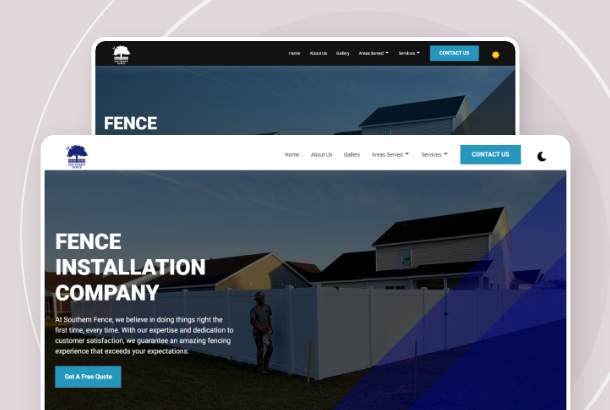 Home About Us Gallery Areas Served Services CONTACT US
FENCE
Home About Us Gallery Areas Served Services CONTACT US
FENCE
INSTALLATION
COMPANY
At Southern Fence, we believe in doing things right the
first time, every time. With our expertise and dedication to
customer satisfaction, we guarantee an amazing fencing
experience that exceeds your expectations.
Get A Free Quote